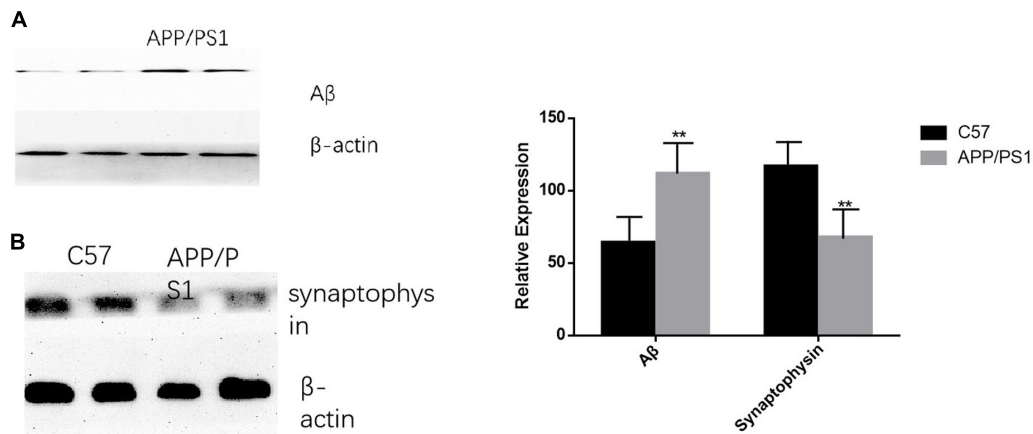 A
APP/PS1
Aβ
β-actin
B
C57
APP/P
S1
synaptophys
in
β-
actin
Relative Expression
150
100
50
0
**
**
Aβ
Synaptophysin
C57
APP/PS1